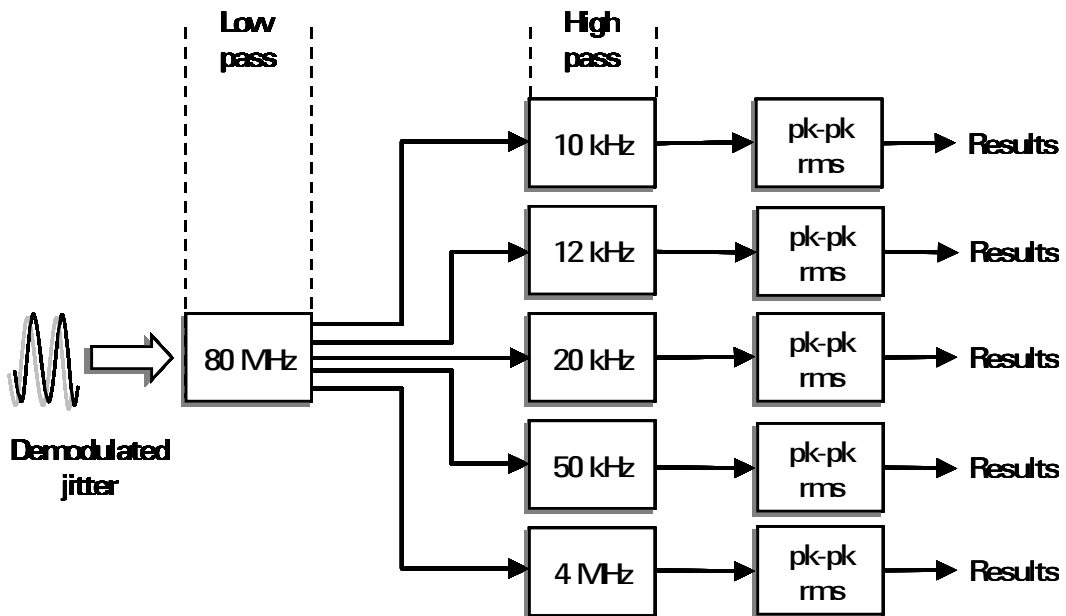 Low
pass
High
pass
10 kHz
pk-pk
rms
Results
12 kHz
pk-pk
rms
Results
80 MHz
20 kHz
pk-pk
rms
Results
Demodulated
jitter
50 kHz
pk-pk
rms
Results
4 MHz
pk-pk
rms
Results